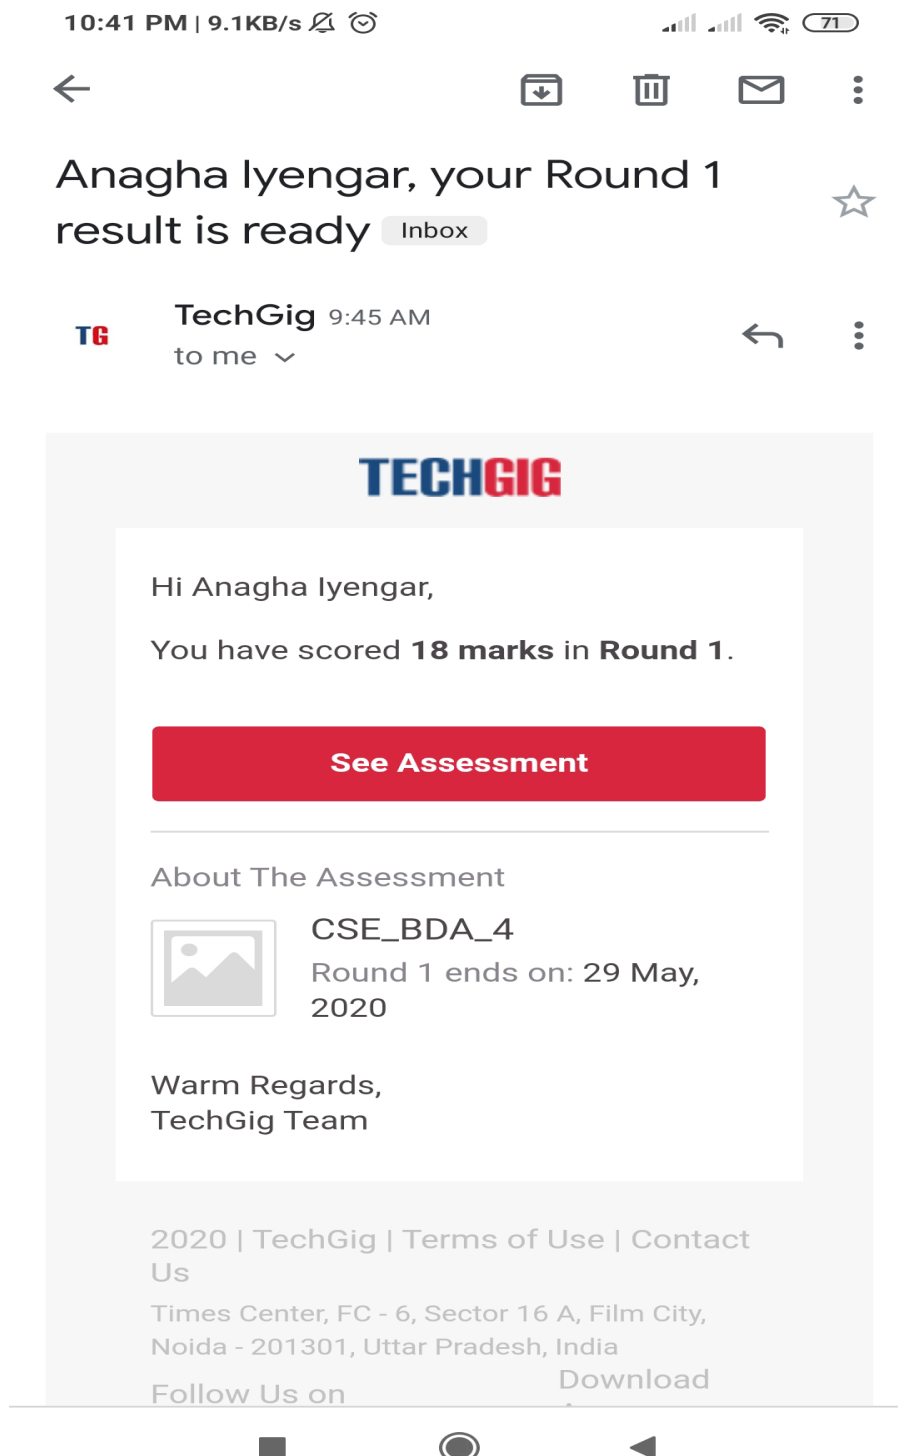 10:41 PM | 9.1KB/s
71
Anagha Iyengar, your Round 1
result is ready Inbox
TechGig 9:45 AM
TG
to me
TECHGIG
Hi Anagha Iyengar,
You have scored 18 marks in Round 1.
See Assessment
About The Assessment
CSE_BDA_4
Round 1 ends on: 29 May,
2020
Warm Regards,
TechGig Team
2020 | TechGig | Terms of Use | Contact
Us
Times Center, FC - 6, Sector 16 A, Film City,
Noida - 201301, Uttar Pradesh, India
Follow Us on
Download